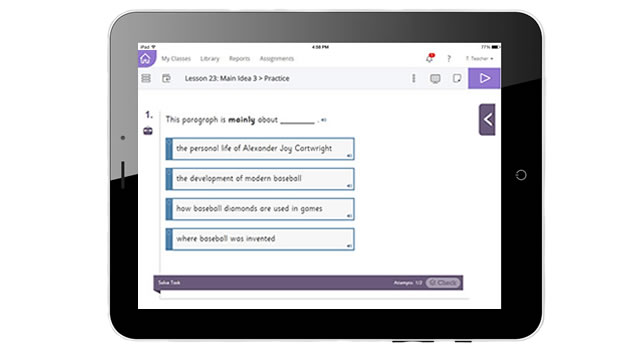 iPad
4:08 PM
77%
My Classes Library Reports Assignments
? T. Teacher
Lesson 23: Main Idea 3 > Practice
1.
This paragraph is mainly about ________ .
the personal life of Alexander Joy Cartwright
the development of modern baseball
how baseball diamonds are used in games
where baseball was invented
Solve Task
Attempts: 1/2 Check